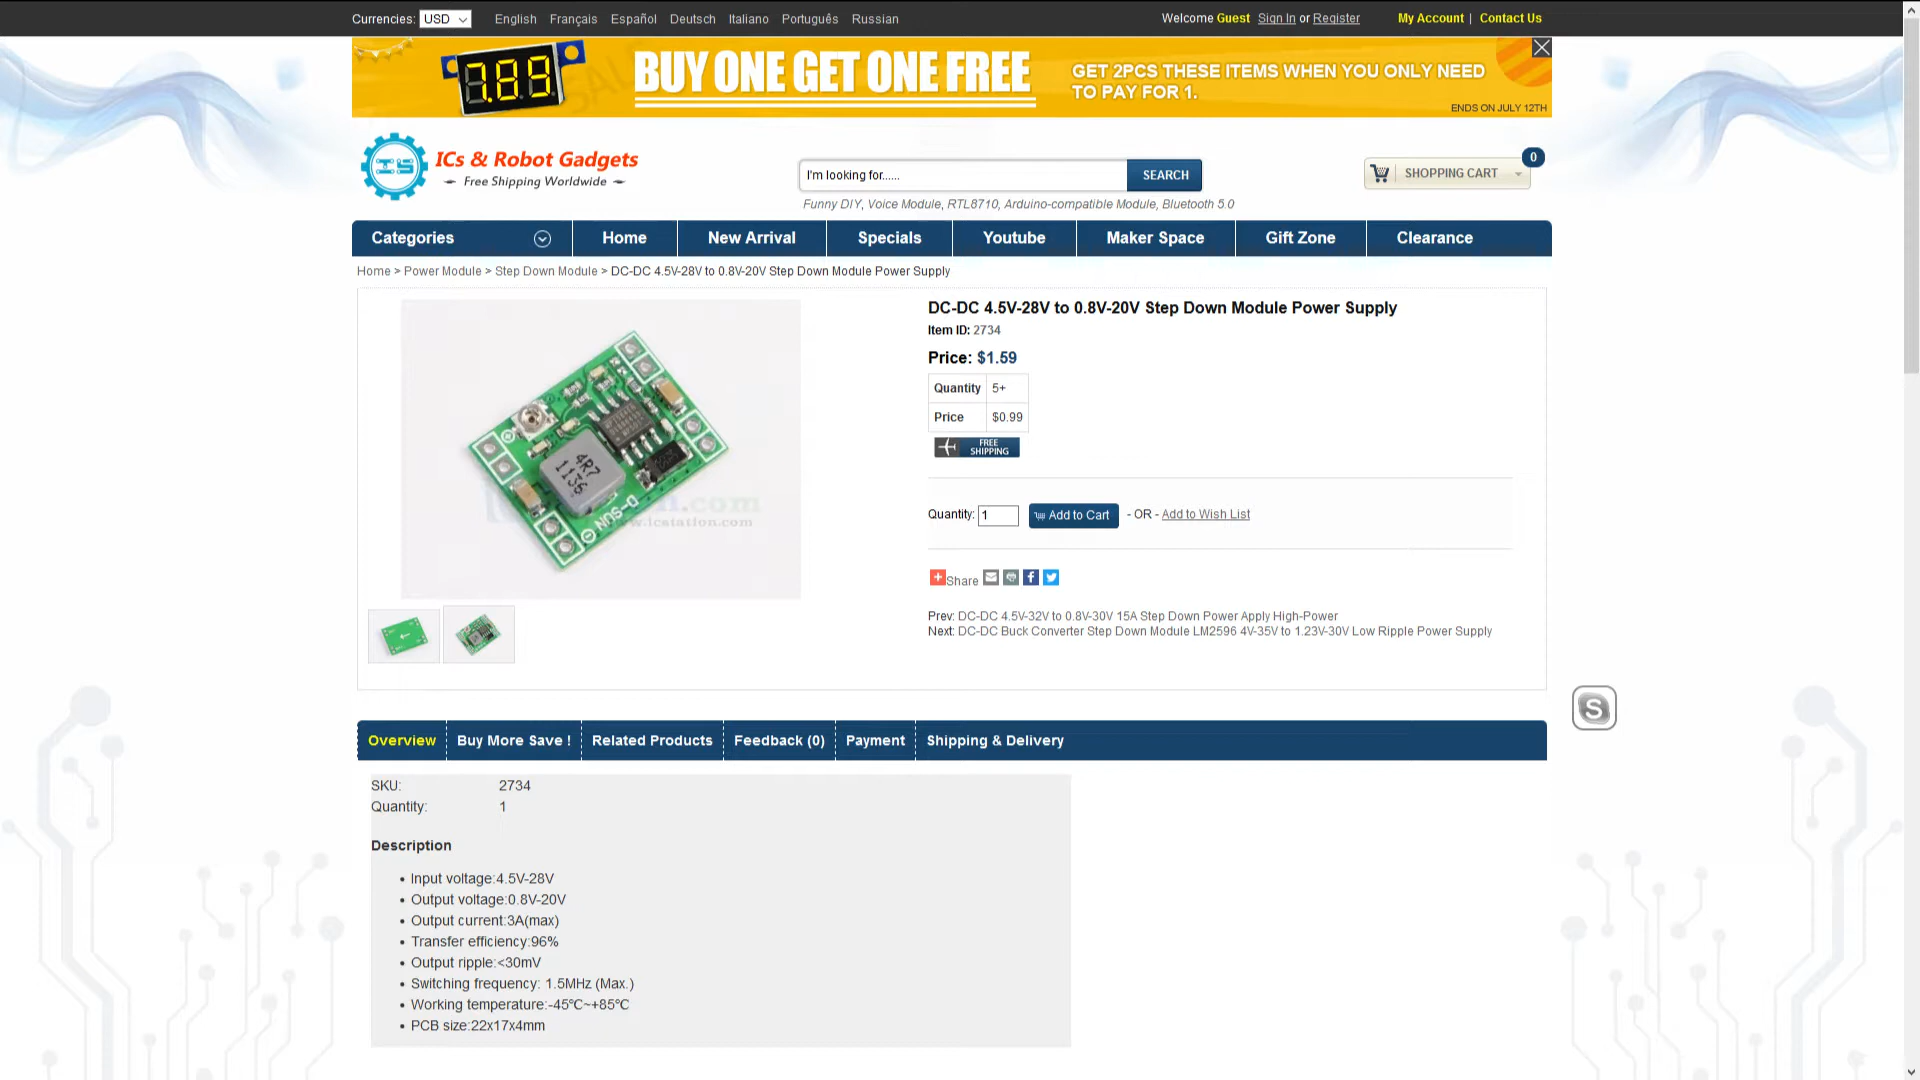 Currencies: USD English Français Español Deutsch Italiano Português Russian Welcome Guest Sign In or Register My Account | Contact Us
7.83
BUY ONE GET ONE FREE
GET 2PCS THESE ITEMS WHEN YOU ONLY NEED
TO PAY FOR 1.
ENDS ON JULY 12TH
ICs & Robot Gadgets
Free Shipping Worldwide
I'm looking for...... SEARCH
SHOPPING CART 0
Funny DIY, Voice Module, RTL8710, Arduino-compatible Module, Bluetooth 5.0
Categories Home New Arrival Specials Youtube Maker Space Gift Zone Clearance
Home > Power Module > Step Down Module > DC-DC 4.5V-28V to 0.8V-20V Step Down Module Power Supply
4R7
1136
D-SUN
www.icstation.com
DC-DC 4.5V-28V to 0.8V-20V Step Down Module Power Supply
Item ID: 2734
Price: $1.59
Quantity 5+
Price $0.99
FREE
SHIPPING
Quantity: 1 Add to Cart - OR - Add to Wish List
Share
Prev: DC-DC 4.5V-32V to 0.8V-30V 15A Step Down Power Apply High-Power
Next: DC-DC Buck Converter Step Down Module LM2596 4V-35V to 1.23V-30V Low Ripple Power Supply
Overview Buy More Save ! Related Products Feedback (0) Payment Shipping & Delivery
SKU: 2734
Quantity: 1
Description
• Input voltage:4.5V-28V
• Output voltage:0.8V-20V
• Output current:3A(max)
• Transfer efficiency:96%
• Output ripple:<30mV
• Switching frequency: 1.5MHz (Max.)
• Working temperature:-45℃~+85℃
• PCB size:22x17x4mm